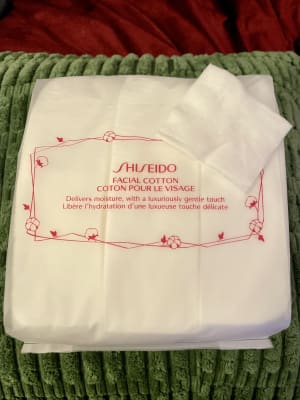 SHISEIDO
FACIAL COTTON
COTON POUR LE VISAGE
Delivers moisture, with a luxuriously gentle touch
Libère l'hydratation d'une luxueuse touche délicate